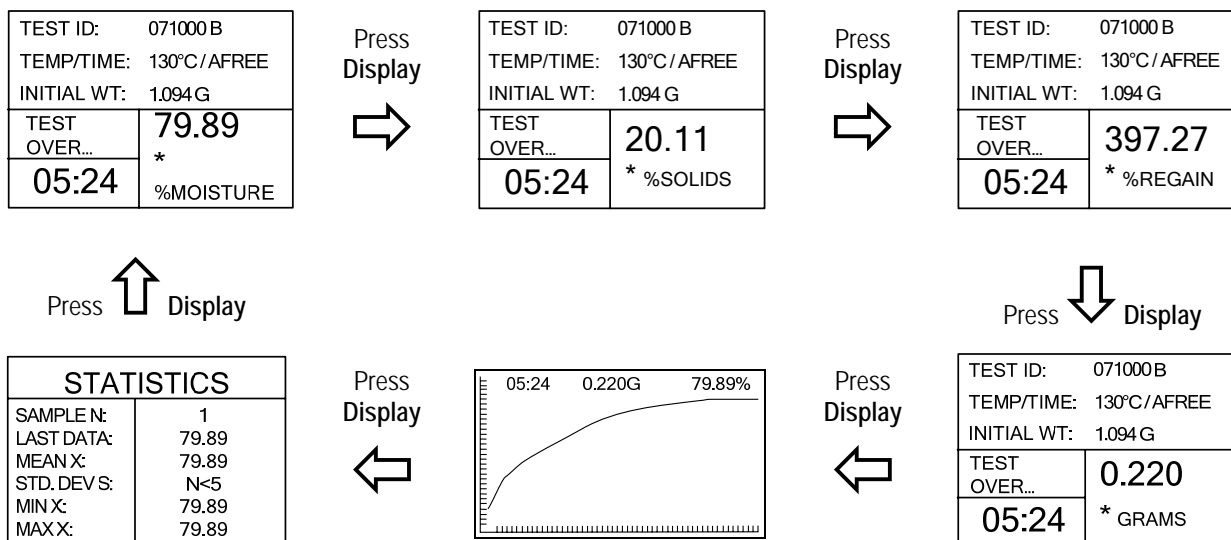 TEST ID: 071000 B
TEMP/TIME: 130°C / AFREE
INITIAL WT: 1.094 G
TEST OVER...
79.89
*
05:24
%MOISTURE
Press
Display
TEST ID: 071000 B
TEMP/TIME: 130°C / AFREE
INITIAL WT: 1.094 G
TEST OVER...
20.11
05:24
* %SOLIDS
Press
Display
TEST ID: 071000 B
TEMP/TIME: 130°C / AFREE
INITIAL WT: 1.094 G
TEST OVER...
397.27
05:24
* %REGAIN
Press Display
Press Display
STATISTICS
SAMPLE N: 1
LAST DATA: 79.89
MEAN X: 79.89
STD. DEV S: N<5
MIN X: 79.89
MAX X: 79.89
Press
Display
05:24 0.220G 79.89%
Press
Display
TEST ID: 071000 B
TEMP/TIME: 130°C / AFREE
INITIAL WT: 1.094 G
TEST OVER...
0.220
05:24
* GRAMS